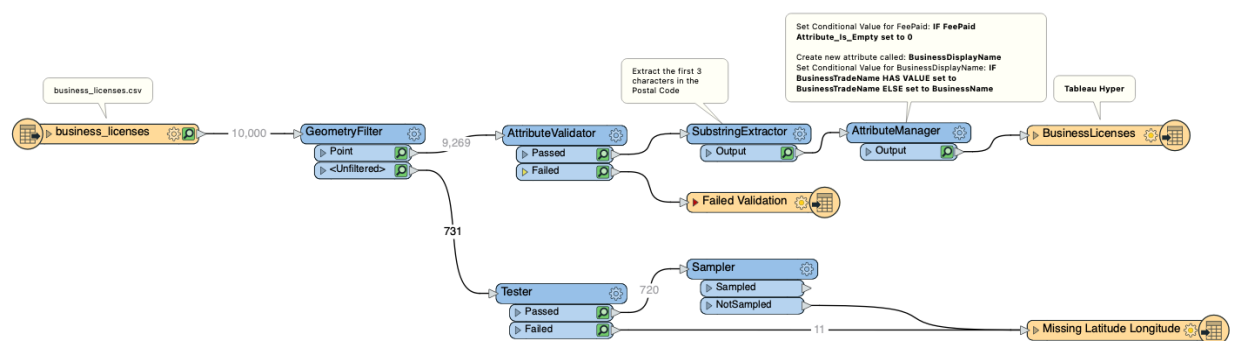 Set Conditional Value for FeePaid: IF FeePaid
Attribute_Is_Empty set to 0
Create new attribute called: BusinessDisplayName
Set Conditional Value for BusinessDisplayName: IF
BusinessTradeName HAS VALUE set to
BusinessTradeName ELSE set to BusinessName
Extract the first 3
characters in the
Postal Code
business_licenses.csv
Tableau Hyper
business_licenses
10,000
GeometryFilter
Point
<Unfiltered>
9,269
AttributeValidator
Passed
Failed
SubstringExtractor
Output
AttributeManager
Output
BusinessLicenses
Failed Validation
731
Tester
Passed
Failed
720
Sampler
Sampled
NotSampled
11
Missing Latitude Longitude